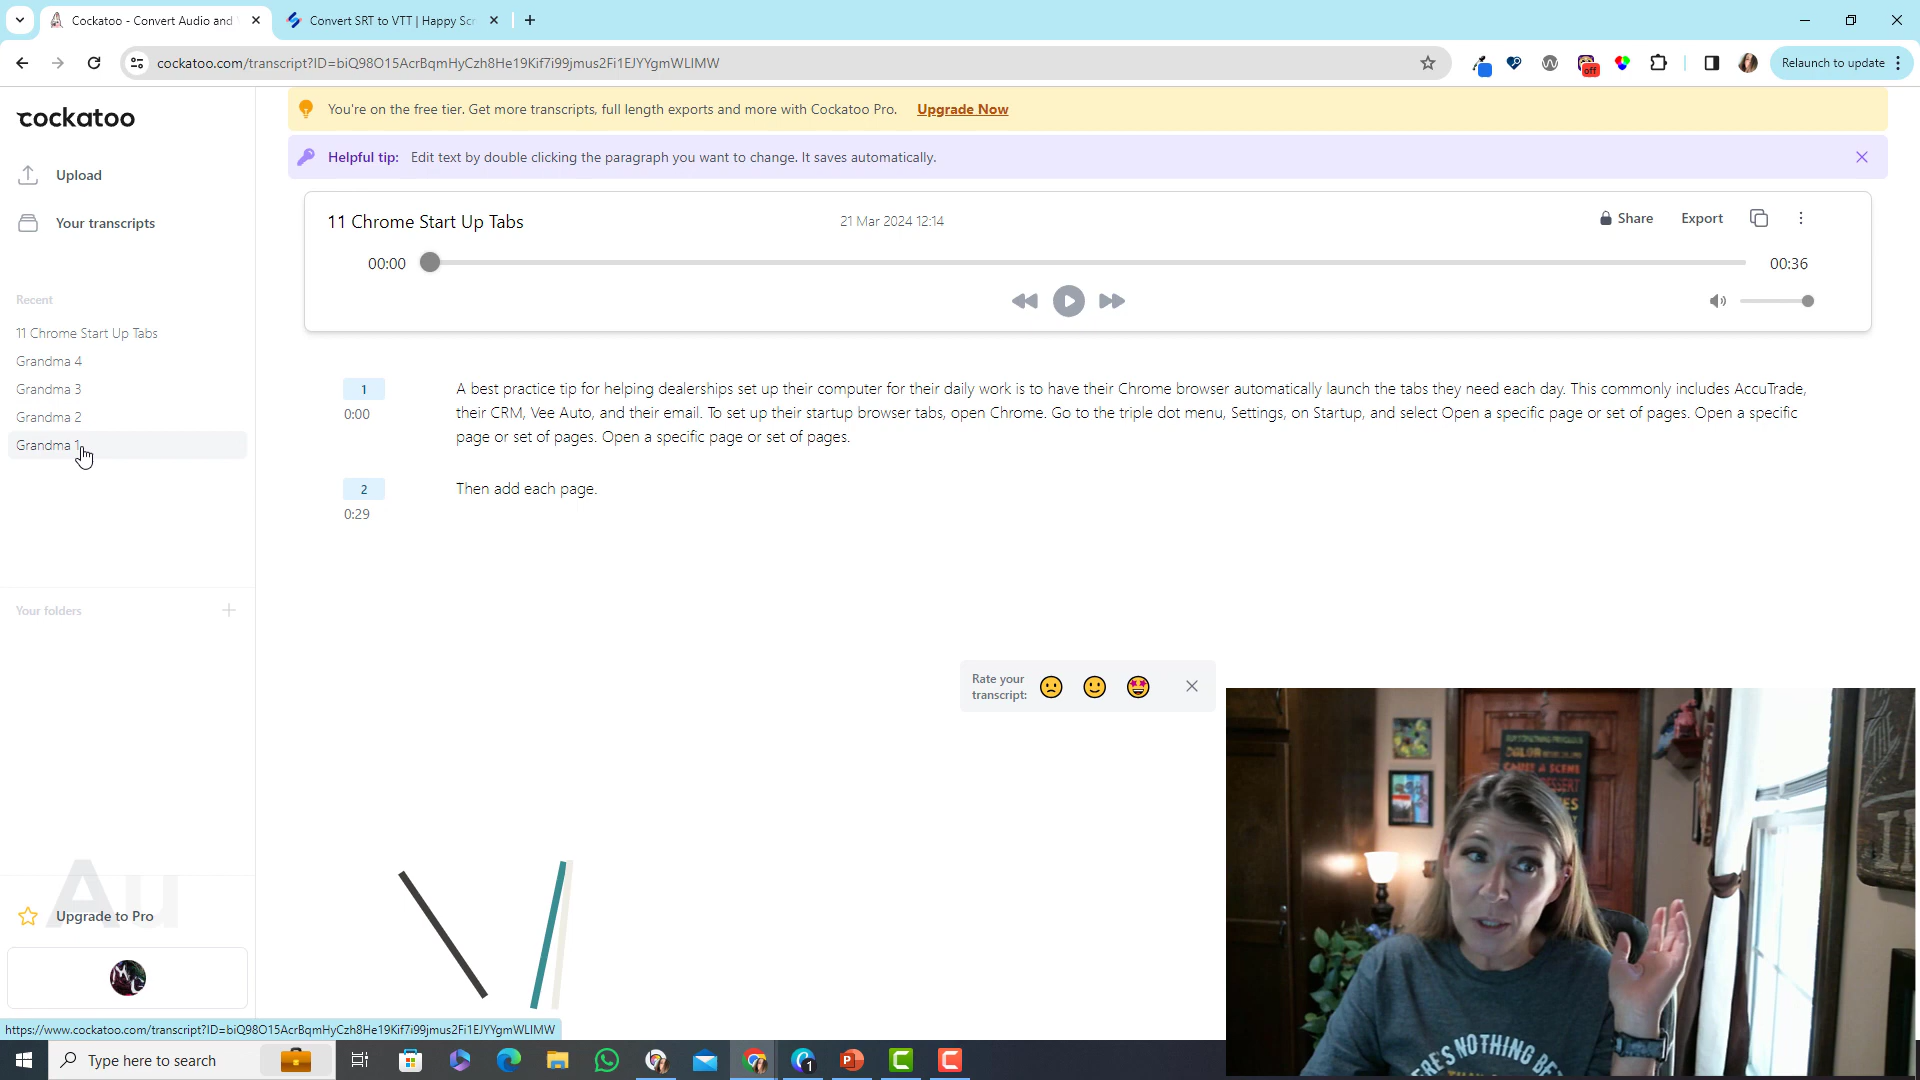 Cockatoo - Convert Audio and
Convert SRT to VTT | Happy Scr
cockatoo.com/transcript?ID=biQ98O15AcrBqmHyCzh8He19Kif7i99jmus2Fi1EJYYgmWLIMW
off
Relaunch to update
cockatoo
You're on the free tier. Get more transcripts, full length exports and more with Cockatoo Pro. Upgrade Now
Helpful tip: Edit text by double clicking the paragraph you want to change. It saves automatically.
Upload
Your transcripts
11 Chrome Start Up Tabs
21 Mar 2024 12:14
Share
Export
00:00
00:36
Recent
11 Chrome Start Up Tabs
Grandma 4
Grandma 3
Grandma 2
Grandma 1
1
0:00
A best practice tip for helping dealerships set up their computer for their daily work is to have their Chrome browser automatically launch the tabs they need each day. This commonly includes AccuTrade,
their CRM, Vee Auto, and their email. To set up their startup browser tabs, open Chrome. Go to the triple dot menu, Settings, on Startup, and select Open a specific page or set of pages. Open a specific
page or set of pages. Open a specific page or set of pages.
2
0:29
Then add each page.
Your folders
Rate your
transcript:
Au
Upgrade to Pro
https://www.cockatoo.com/transcript?ID=biQ98O15AcrBqmHyCzh8He19Kif7i99jmus2Fi1EJYYgmWLIMW
Type here to search
1
COLOR
CAUSE A SCENE
DESSERT
ERE'S NOTHING BE